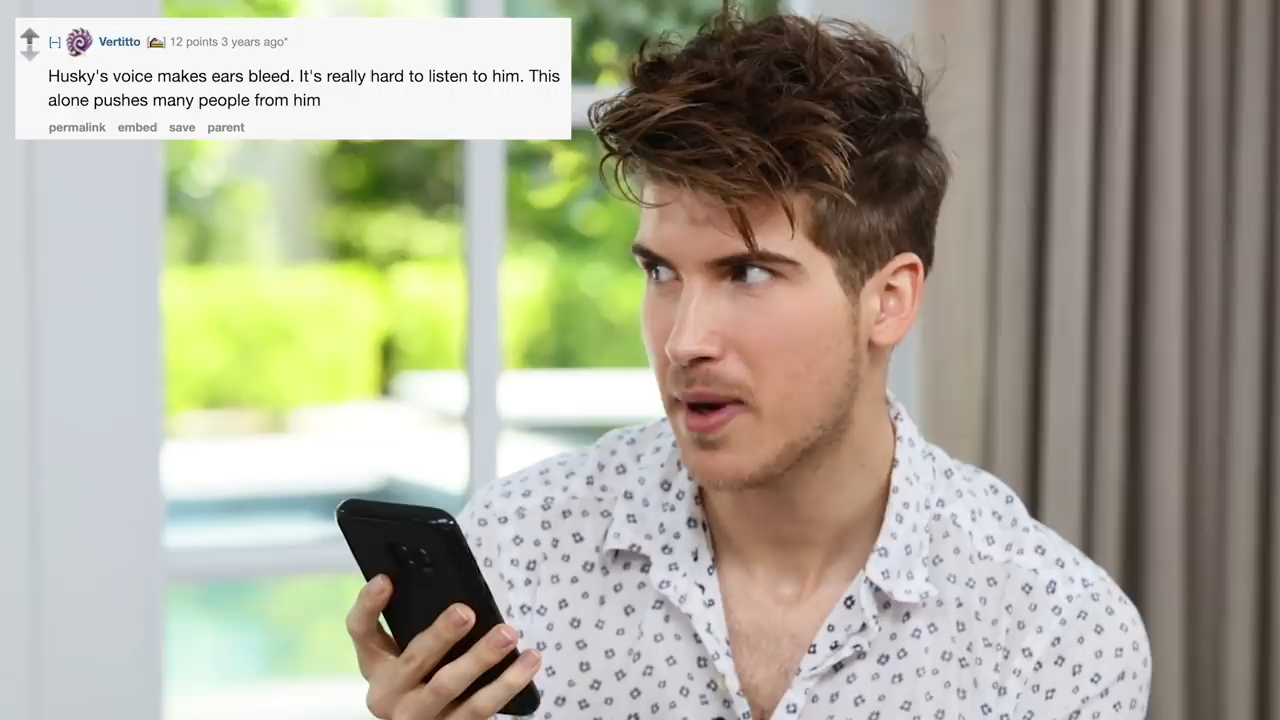 [–] Vertitto 12 points 3 years ago*
Husky's voice makes ears bleed. It's really hard to listen to him. This
alone pushes many people from him
permalink embed save parent